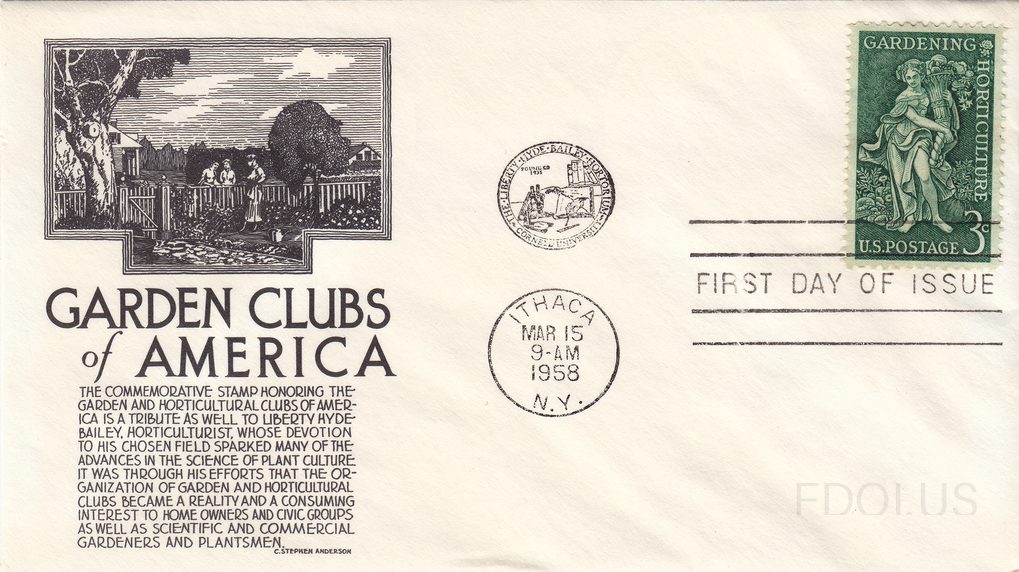 GARDEN CLUBS
of AMERICA
THE COMMEMORATIVE STAMP HONORING THE
GARDEN AND HORTICULTURAL CLUBS OF AMER-
ICA IS A TRIBUTE AS WELL TO LIBERTY HYDE
BAILEY, HORTICULTURIST, WHOSE DEVOTION
TO HIS CHOSEN FIELD SPARKED MANY OF THE
ADVANCES IN THE SCIENCE OF PLANT CULTURE.
IT WAS THROUGH HIS EFFORTS THAT THE OR-
GANIZATION OF GARDEN AND HORTICULTURAL
CLUBS BECAME A REALITY AND A CONSUMING
INTEREST TO HOME OWNERS AND CIVIC GROUPS
AS WELL AS SCIENTIFIC AND COMMERCIAL
GARDENERS AND PLANTSMEN.
C. STEPHEN ANDERSON
THE·LIBERTY·HYDE·BAILEY·HORTORIUM
FOUNDED
1935
CORNELL UNIVERSITY
ITHACA
MAR 15
9-AM
1958
N.Y.
GARDENING
HORTICULTURE
U.S. POSTAGE 3c
FIRST DAY OF ISSUE
FDOI.US